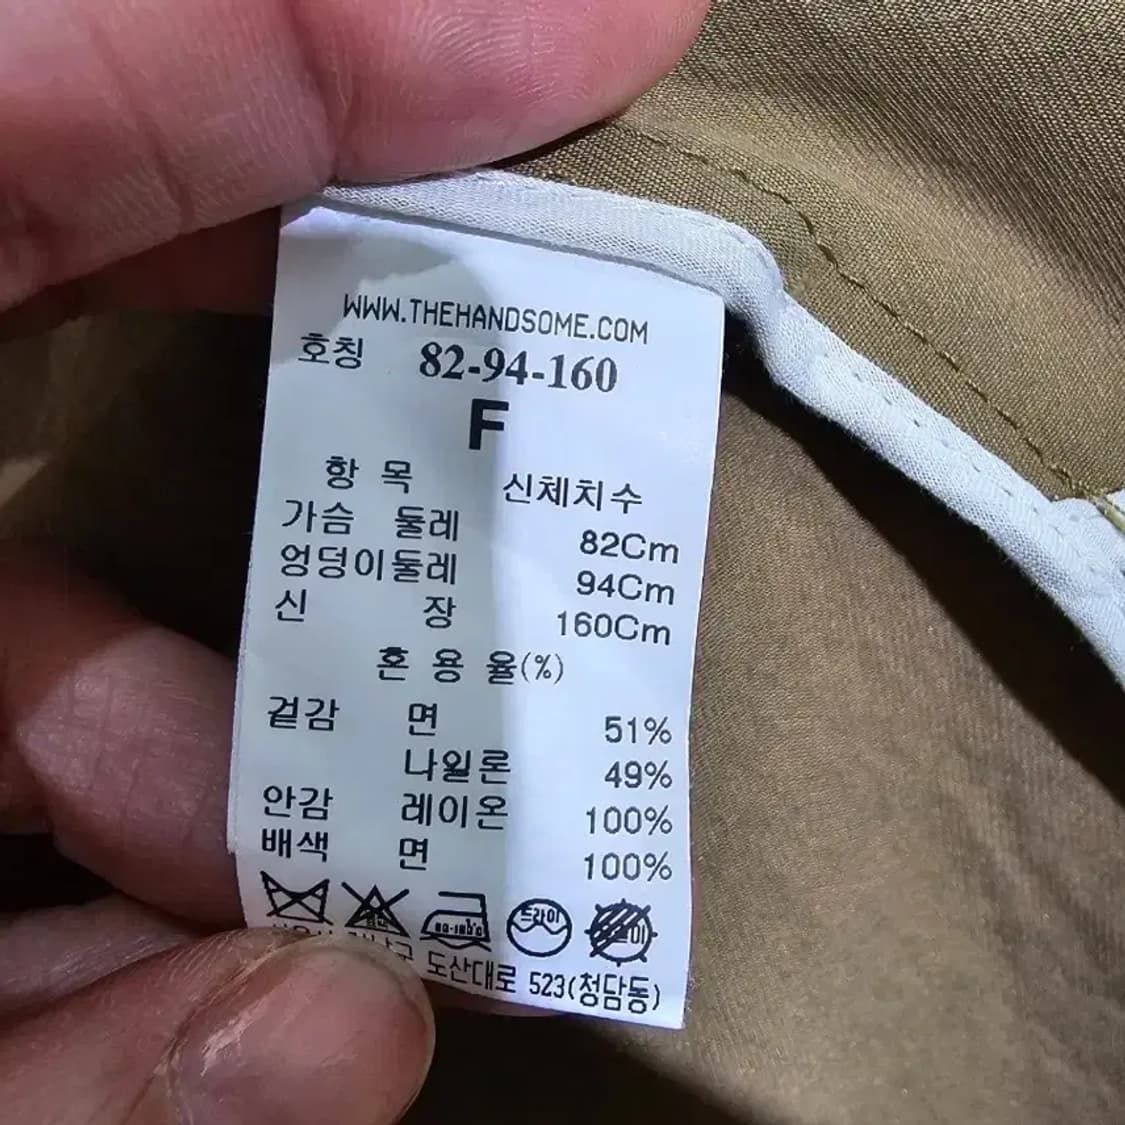 WWW.THEHANDSOME.COM
호칭 82-94-160
F
항 목 신체치수
가슴 둘레 82Cm
엉덩이둘레 94Cm
신 장 160Cm
혼 용 율(%)
겉감 면 51%
나일론 49%
안감 레이온 100%
배색 면 100%
드라이
도산대로 523(청담동)